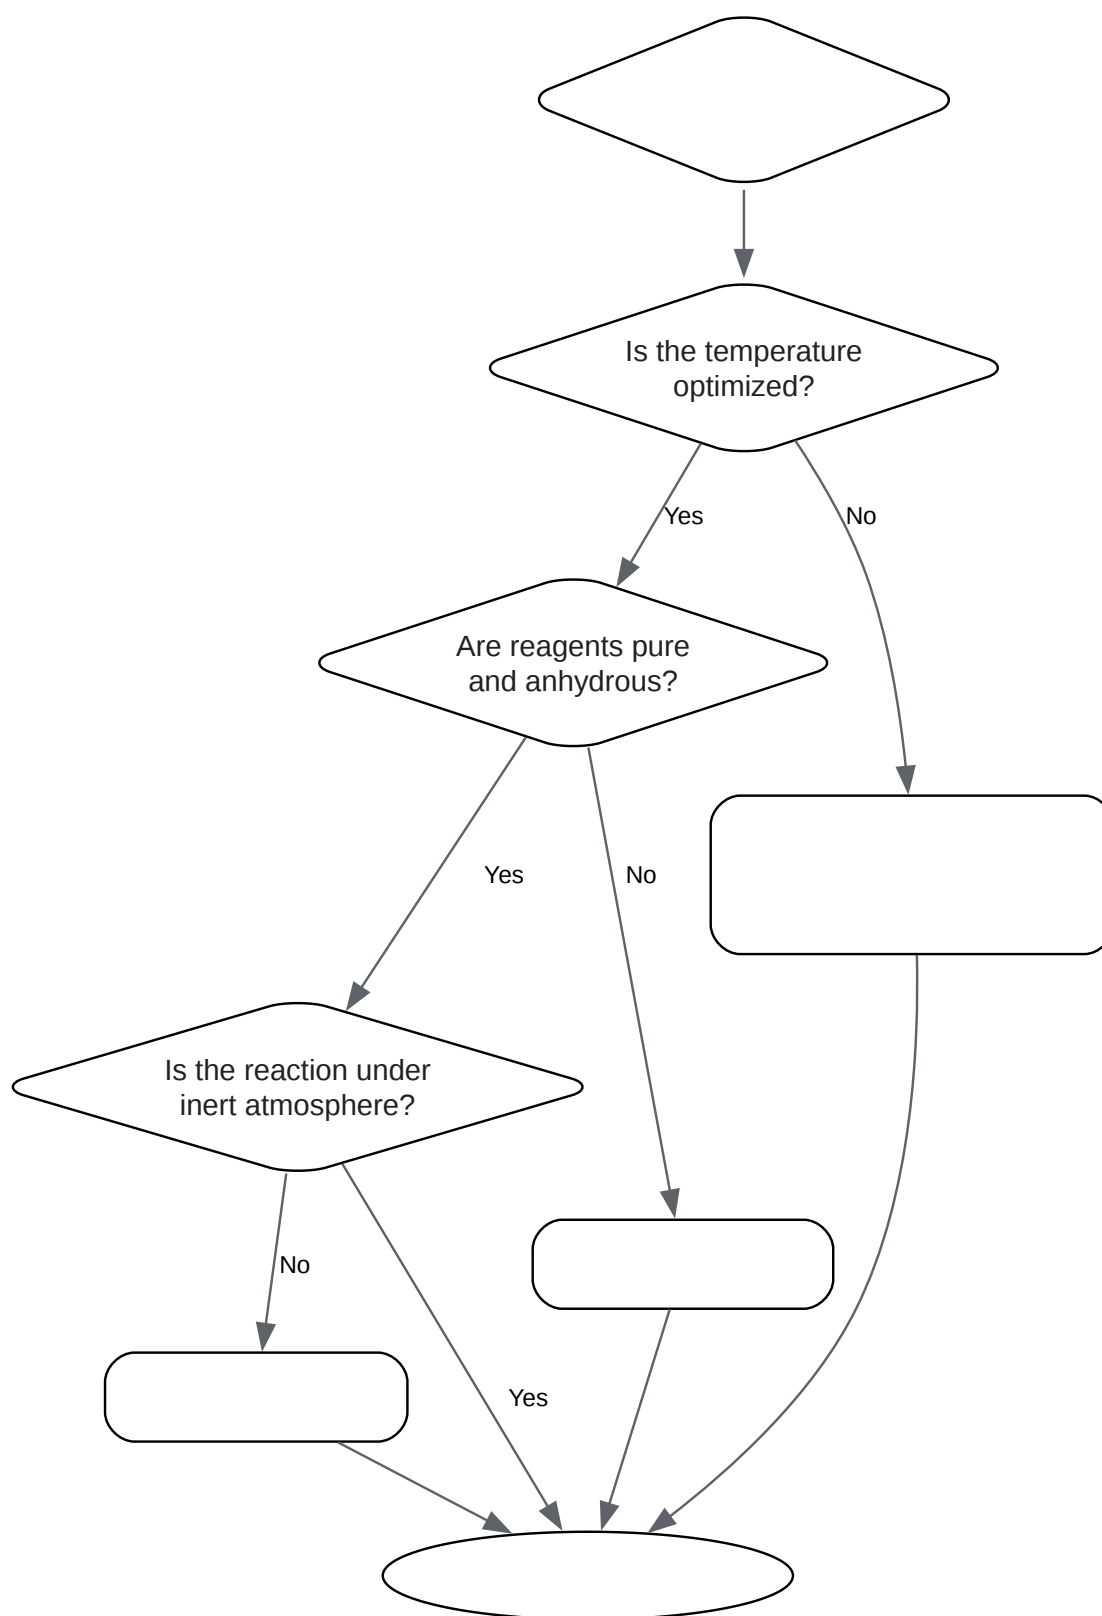 Is the temperature
optimized?
Yes
No
Are reagents pure
and anhydrous?
Yes
No
Is the reaction under
inert atmosphere?
No
Yes